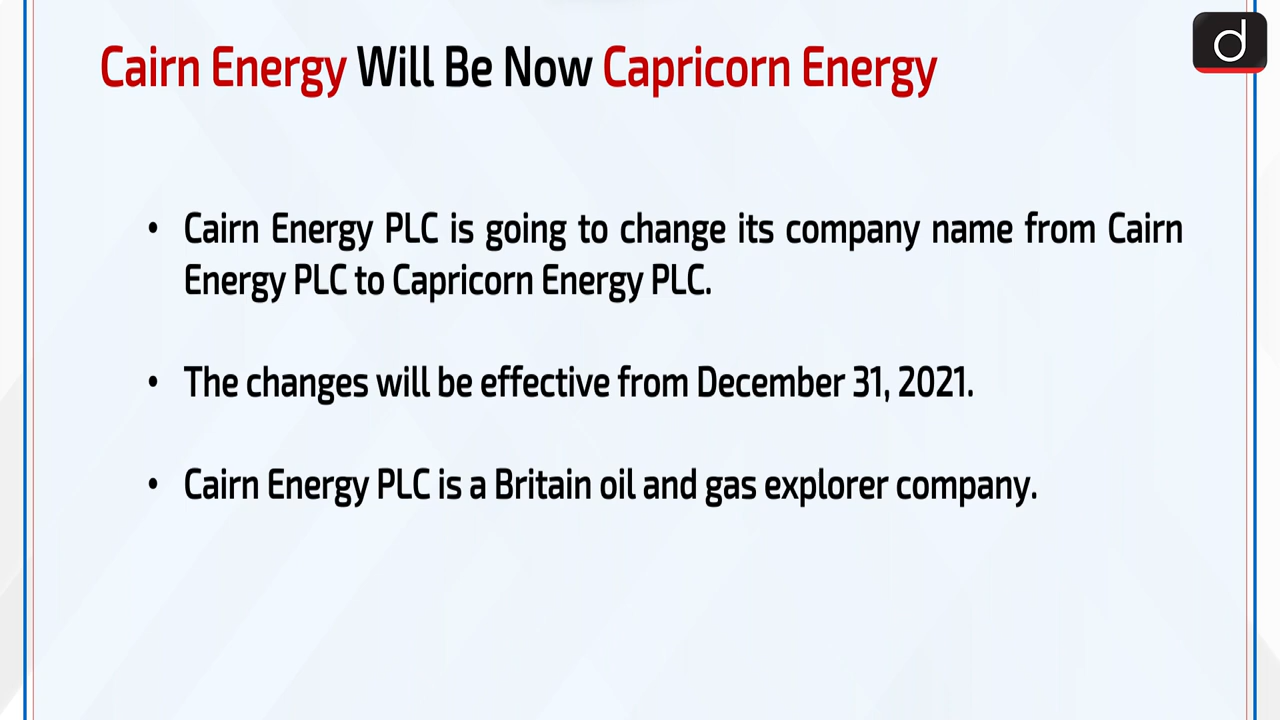 d
Cairn Energy Will Be Now Capricorn Energy
• Cairn Energy PLC is going to change its company name from Cairn
Energy PLC to Capricorn Energy PLC.
• The changes will be effective from December 31, 2021.
• Cairn Energy PLC is a Britain oil and gas explorer company.